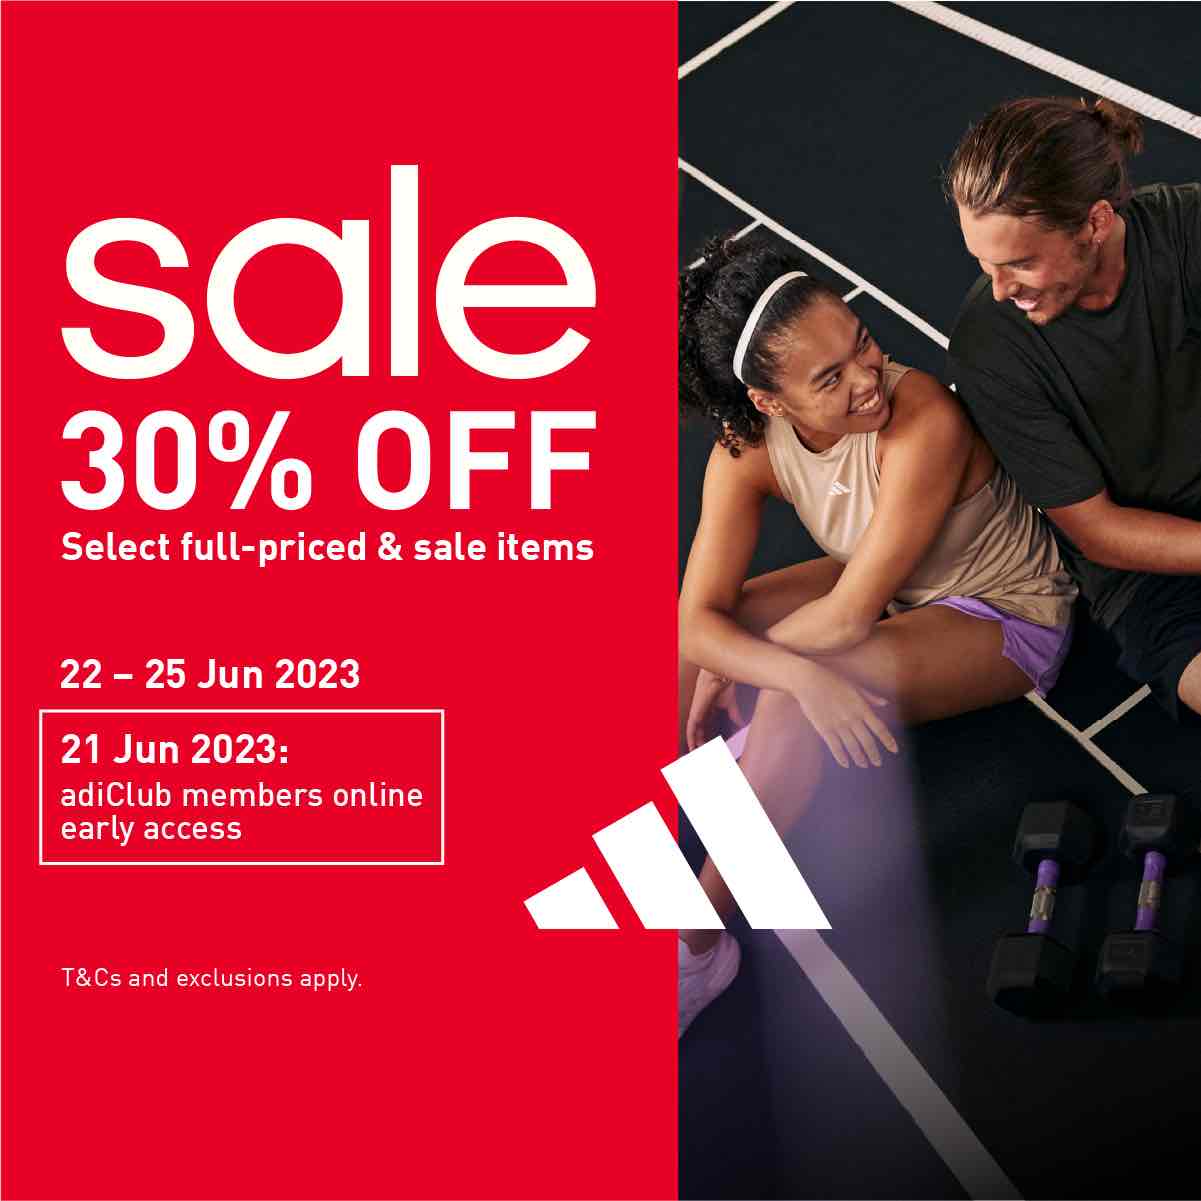 sale
30% OFF
Select full-priced & sale items
22 – 25 Jun 2023
21 Jun 2023:
adiClub members online
early access
T&Cs and exclusions apply.